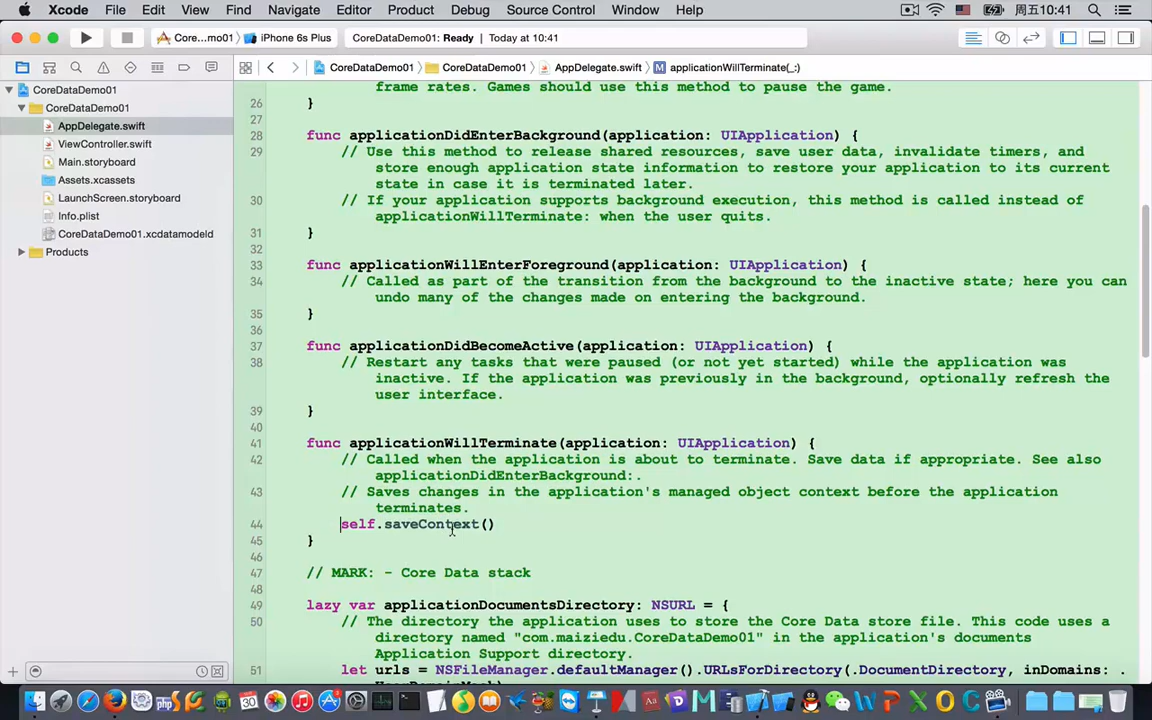 Xcode File Edit View Find Navigate Editor Product Debug Source Control Window Help 周五10:41
Core...mo01 iPhone 6s Plus CoreDataDemo01: Ready Today at 10:41
CoreDataDemo01 CoreDataDemo01 AppDelegate.swift M applicationWillTerminate(_:)
CoreDataDemo01
CoreDataDemo01
AppDelegate.swift
ViewController.swift
Main.storyboard
Assets.xcassets
LaunchScreen.storyboard
Info.plist
CoreDataDemo01.xcdatamodeld
Products
frame rates. Games should use this method to pause the game.
26 }
27
28 func applicationDidEnterBackground(application: UIApplication) {
29 // Use this method to release shared resources, save user data, invalidate timers, and
store enough application state information to restore your application to its current
state in case it is terminated later.
30 // If your application supports background execution, this method is called instead of
applicationWillTerminate: when the user quits.
31 }
32
33 func applicationWillEnterForeground(application: UIApplication) {
34 // Called as part of the transition from the background to the inactive state; here you can
undo many of the changes made on entering the background.
35 }
36
37 func applicationDidBecomeActive(application: UIApplication) {
38 // Restart any tasks that were paused (or not yet started) while the application was
inactive. If the application was previously in the background, optionally refresh the
user interface.
39 }
40
41 func applicationWillTerminate(application: UIApplication) {
42 // Called when the application is about to terminate. Save data if appropriate. See also
applicationDidEnterBackground:.
43 // Saves changes in the application's managed object context before the application
terminates.
44 self.saveContext()
45 }
46
47 // MARK: - Core Data stack
48
49 lazy var applicationDocumentsDirectory: NSURL = {
50 // The directory the application uses to store the Core Data store file. This code uses a
directory named "com.maiziedu.CoreDataDemo01" in the application's documents
Application Support directory.
51 let urls = NSFileManager.defaultManager().URLsForDirectory(.DocumentDirectory, inDomains: .